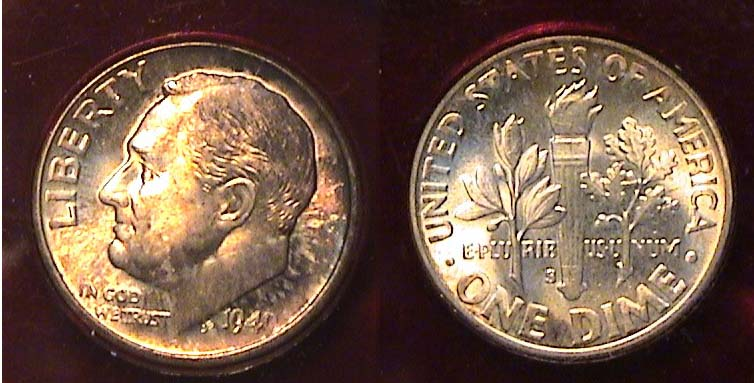 LIBERTY
IN GOD
WE TRUST
UNITED STATES OF AMERICA
E PLURIBUS UNUM
S
ONE DIME